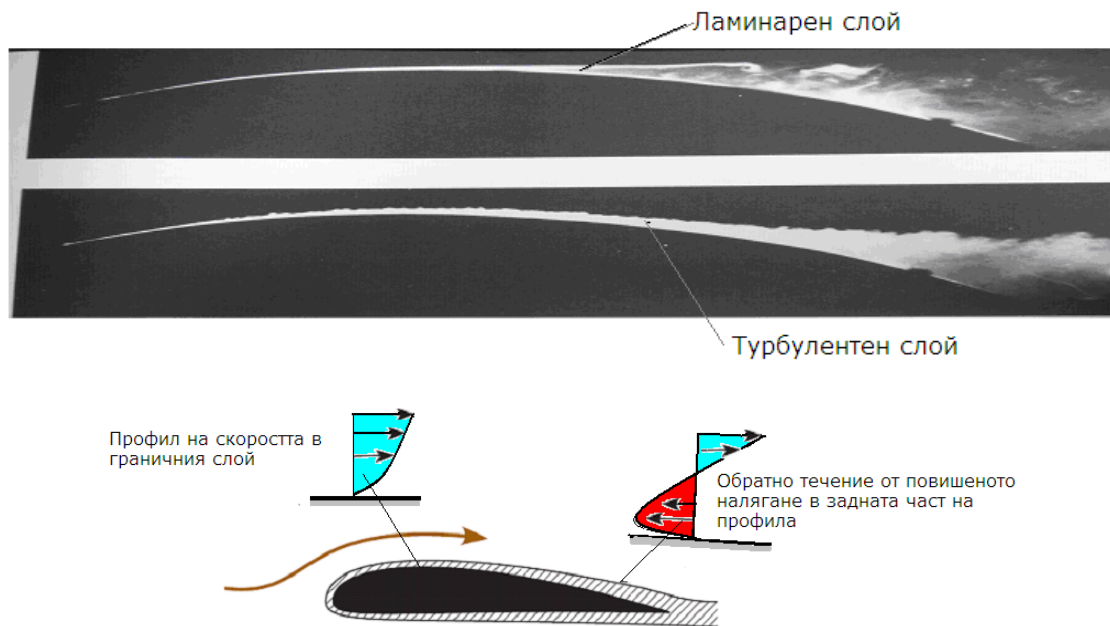 Ламинарен слой
Турбулентен слой
Профил на скоростта в
граничния слой
Обратно течение от повишеното
налягане в задната част на
профила